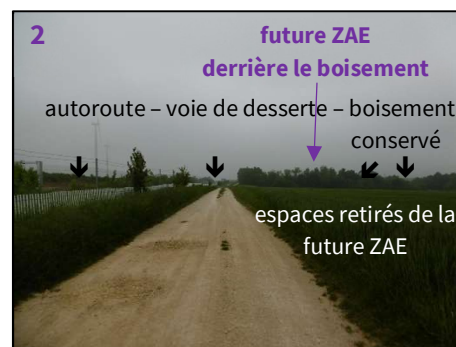 2
future ZAE
derrière le boisement
autoroute – voie de desserte – boisement
conservé
espaces retirés de la
future ZAE